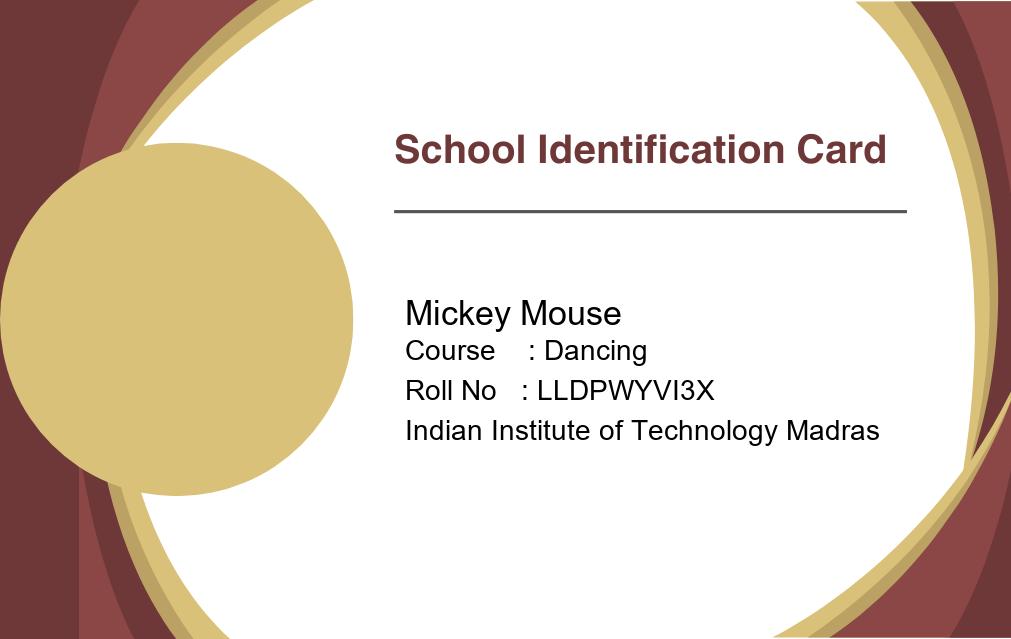 School Identification Card
Mickey Mouse
Course : Dancing
Roll No : LLDPWYVI3X
Indian Institute of Technology Madras